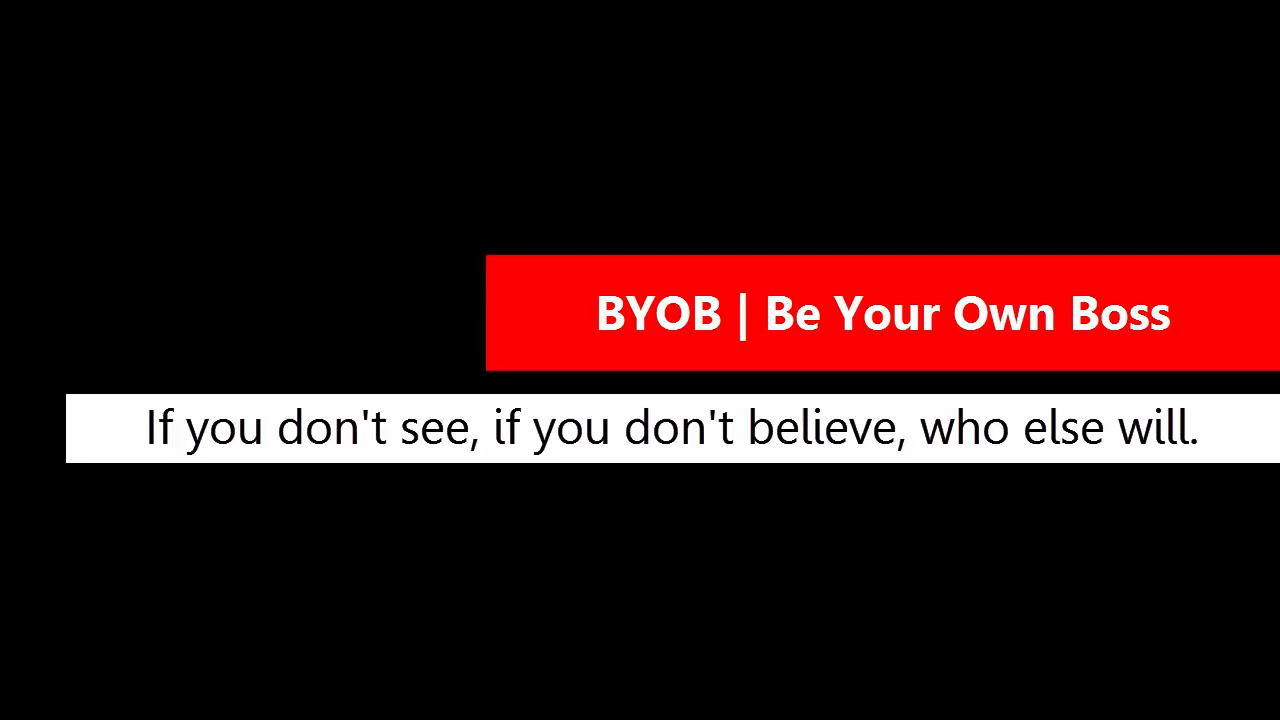 BYOB | Be Your Own Boss
If you don't see, if you don't believe, who else will.